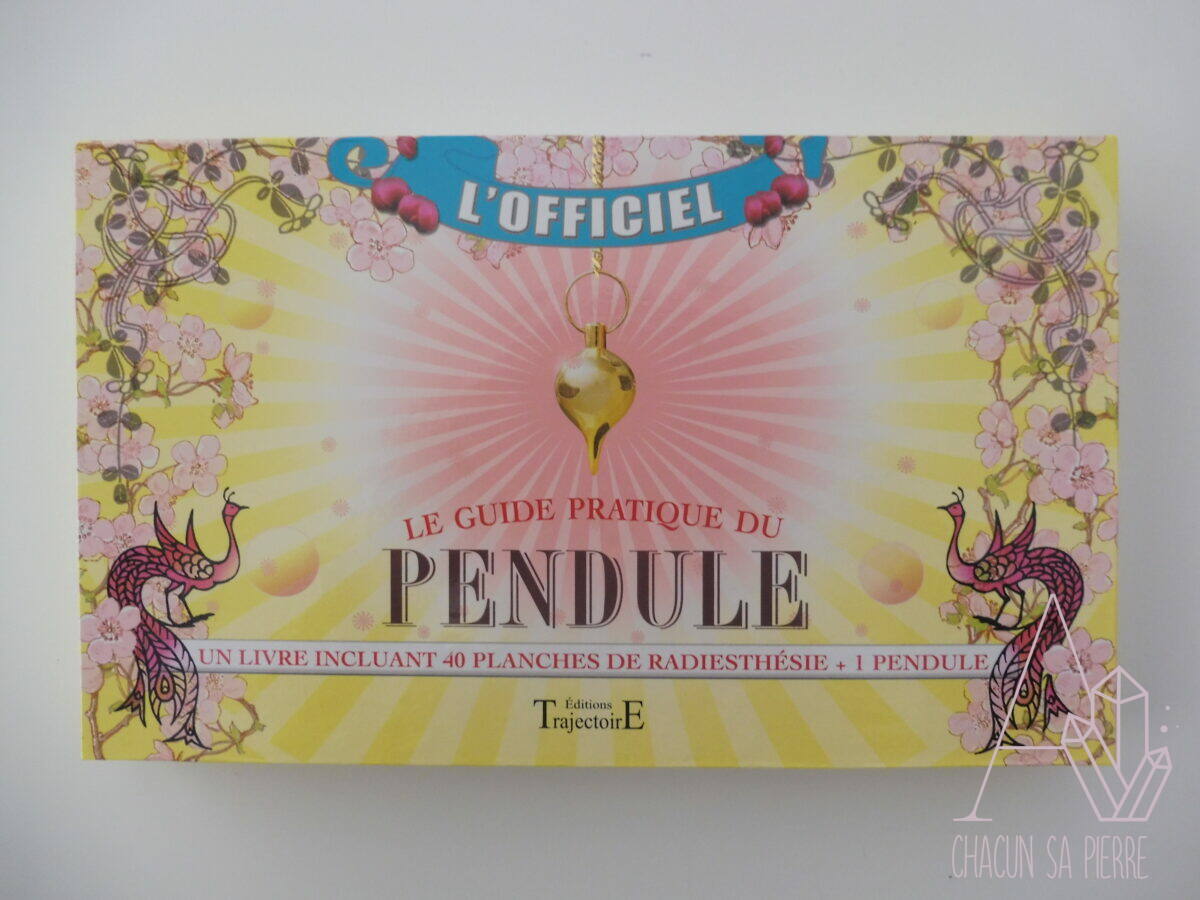 L'OFFICIEL
LE GUIDE PRATIQUE DU
PENDULE
UN LIVRE INCLUANT 40 PLANCHES DE RADIESTHÉSIE + 1 PENDULE
Éditions
TrajectoirE
CHACUN SA PIERRE